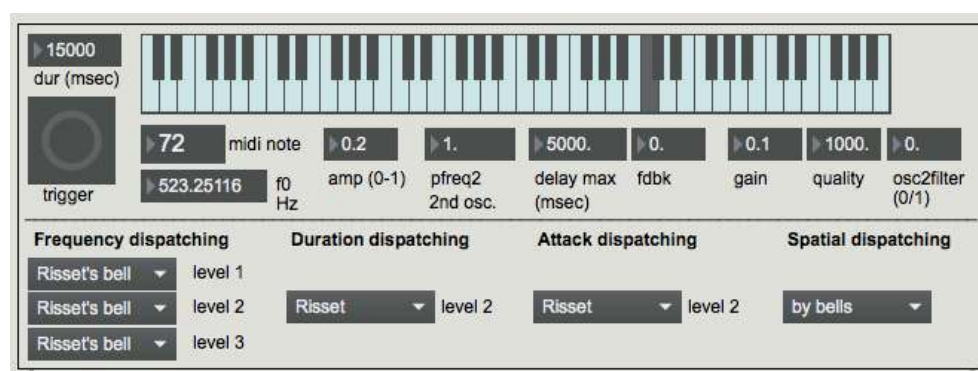 15000
dur (msec)
trigger
72 midi note
523.25116 f0 Hz
0.2
amp (0-1)
1.
pfreq2
2nd osc.
5000.
delay max
(msec)
0.
fdbk
0.1
gain
1000.
quality
0.
osc2filter
(0/1)
Frequency dispatching
Risset's bell level 1
Risset's bell level 2
Risset's bell level 3
Duration dispatching
Risset level 2
Attack dispatching
Risset level 2
Spatial dispatching
by bells